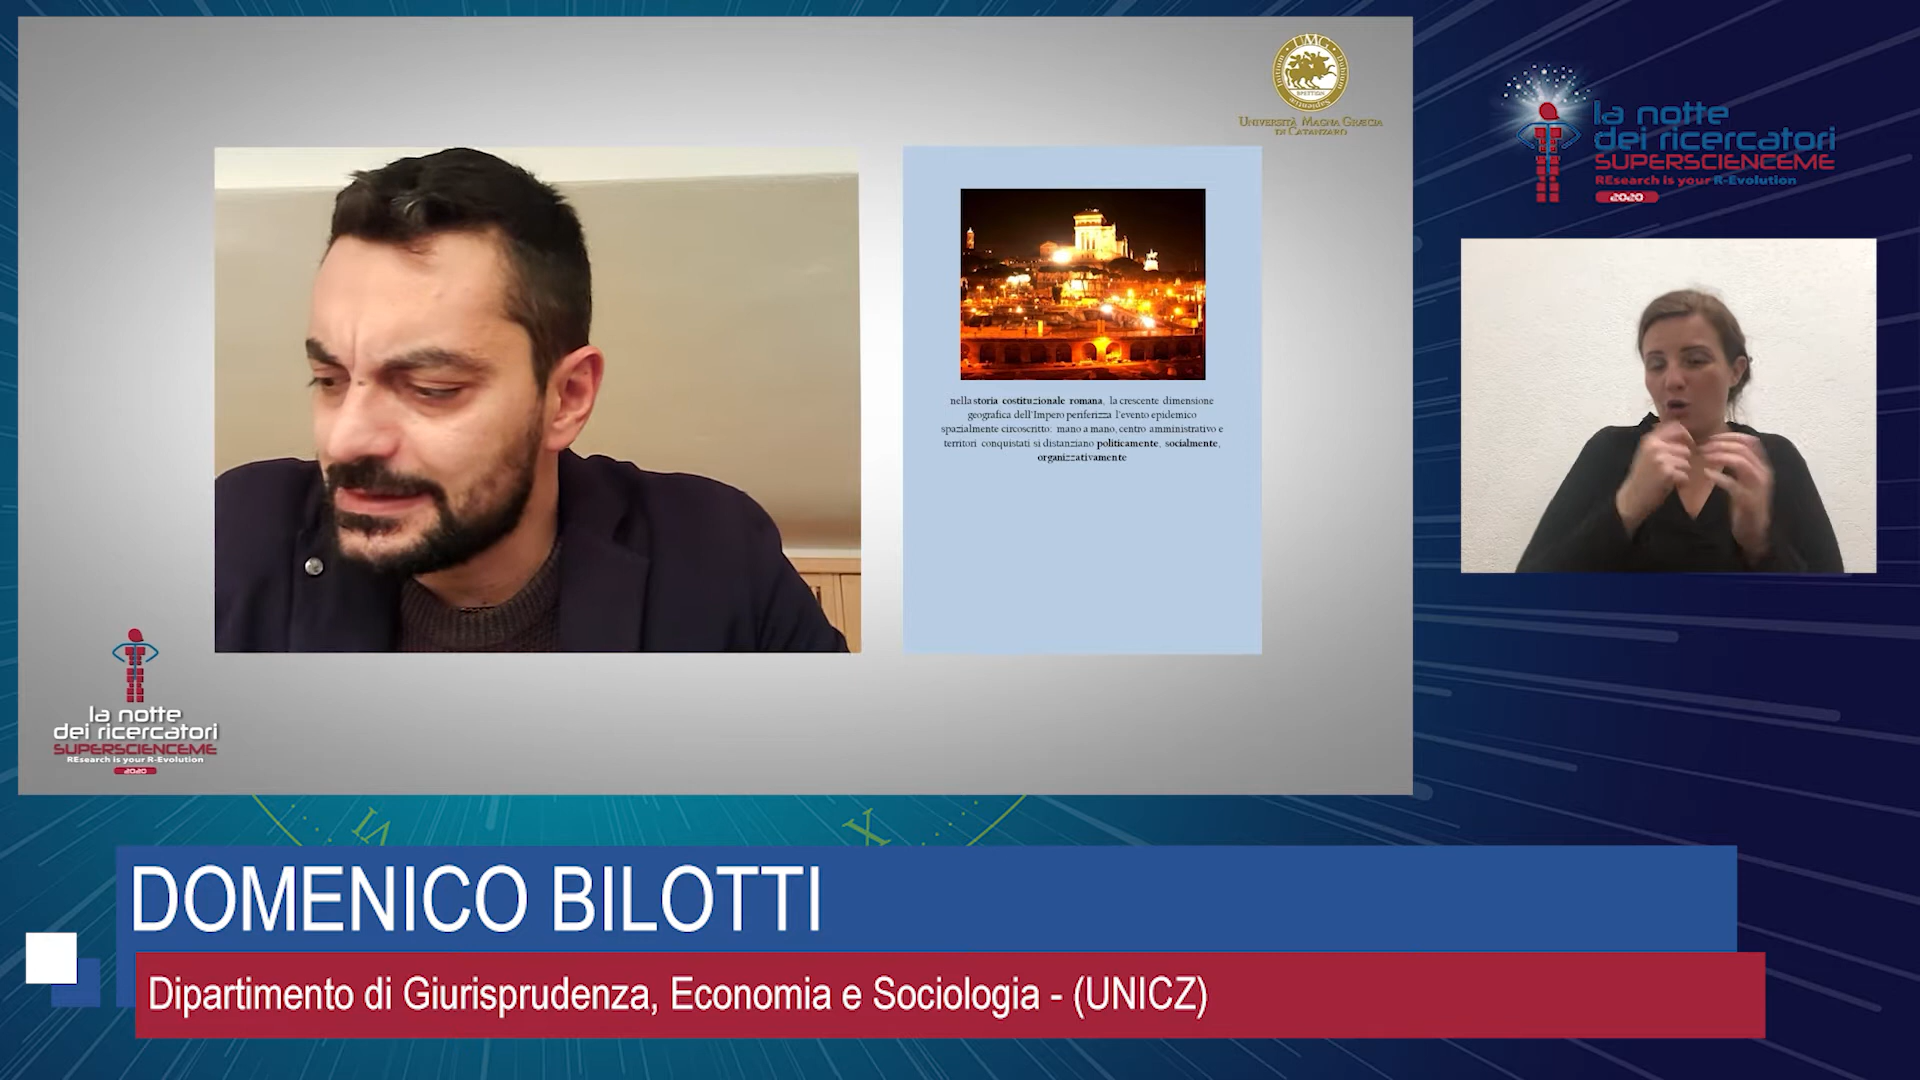 UMG
UNIVERSITÀ MAGNA GRÆCIA
DI CATANZARO
la notte
dei ricercatori
SUPERSCIENCEME
REsearch is your R-Evolution
2020
nella storia costituzionale romana, la crescente dimensione
geografica dell'Impero periferizza l'evento epidemico
spazialmente circoscritto: mano a mano, centro amministrativo e
territori conquistati si distanziano politicamente, socialmente,
organizzativamente
la notte
dei ricercatori
SUPERSCIENCEME
REsearch is your R-Evolution
2020
VI
X
DOMENICO BILOTTI
Dipartimento di Giurisprudenza, Economia e Sociologia - (UNICZ)